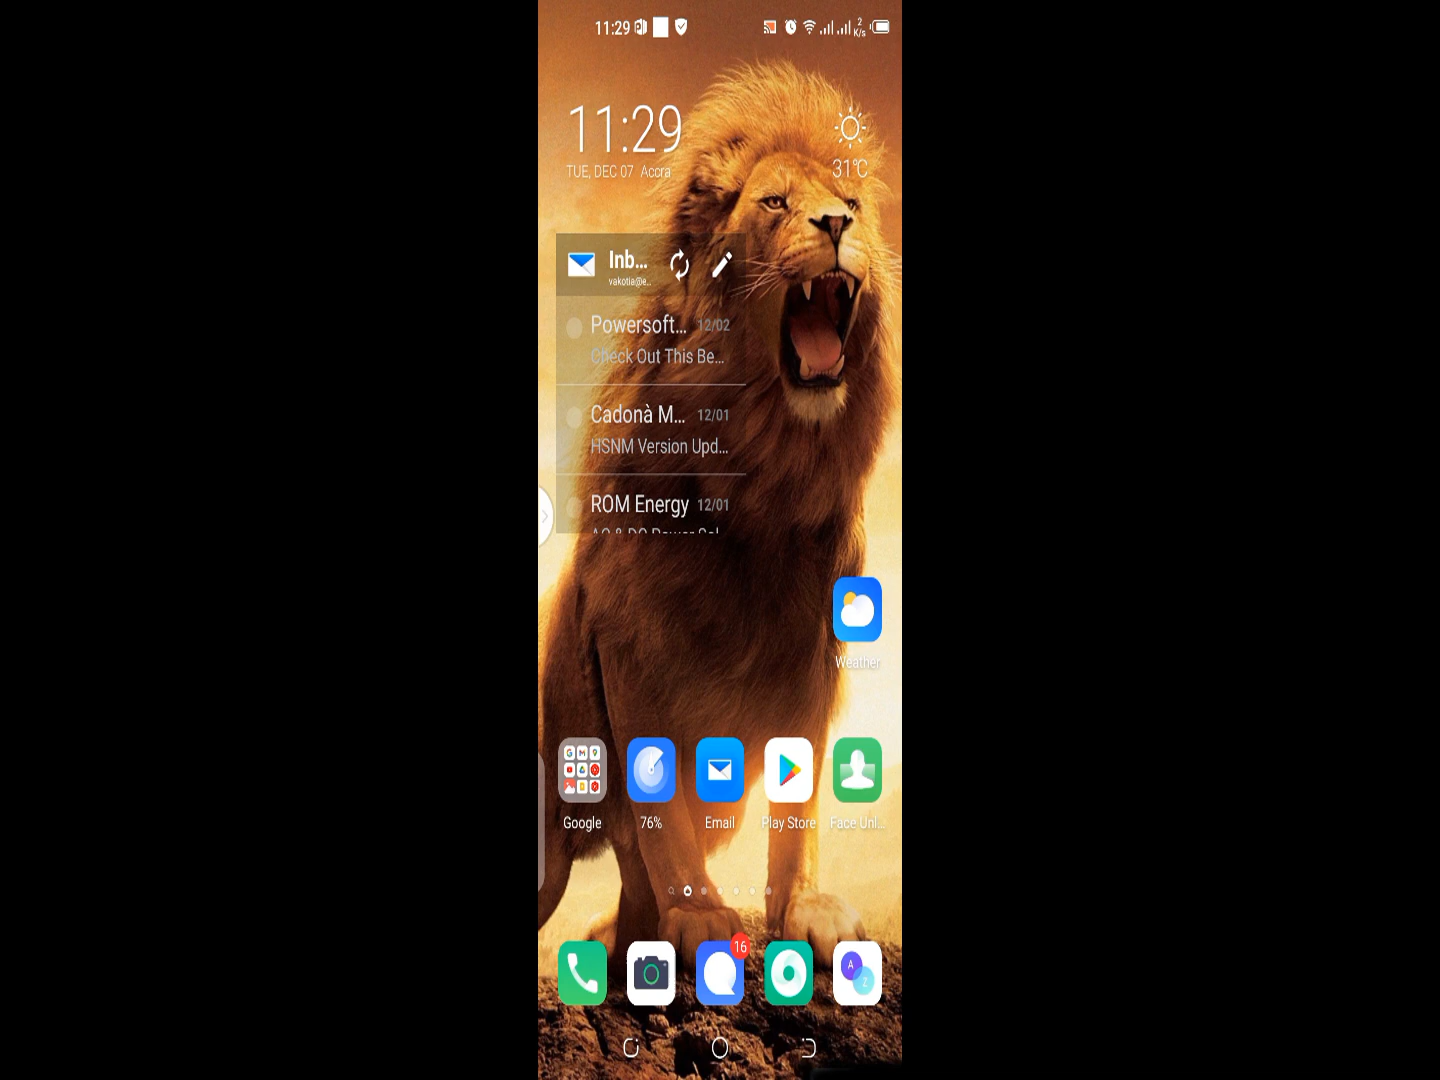 11:29
2 K/s
11:29
TUE, DEC 07 Accra
31°C
Inb...
vakotia@e..
Powersoft... 12/02
Check Out This Be...
Cadonà M... 12/01
HSNM Version Upd...
ROM Energy 12/01
Weather
Google
76%
Email
Play Store
Face Unl...
16
A
Z